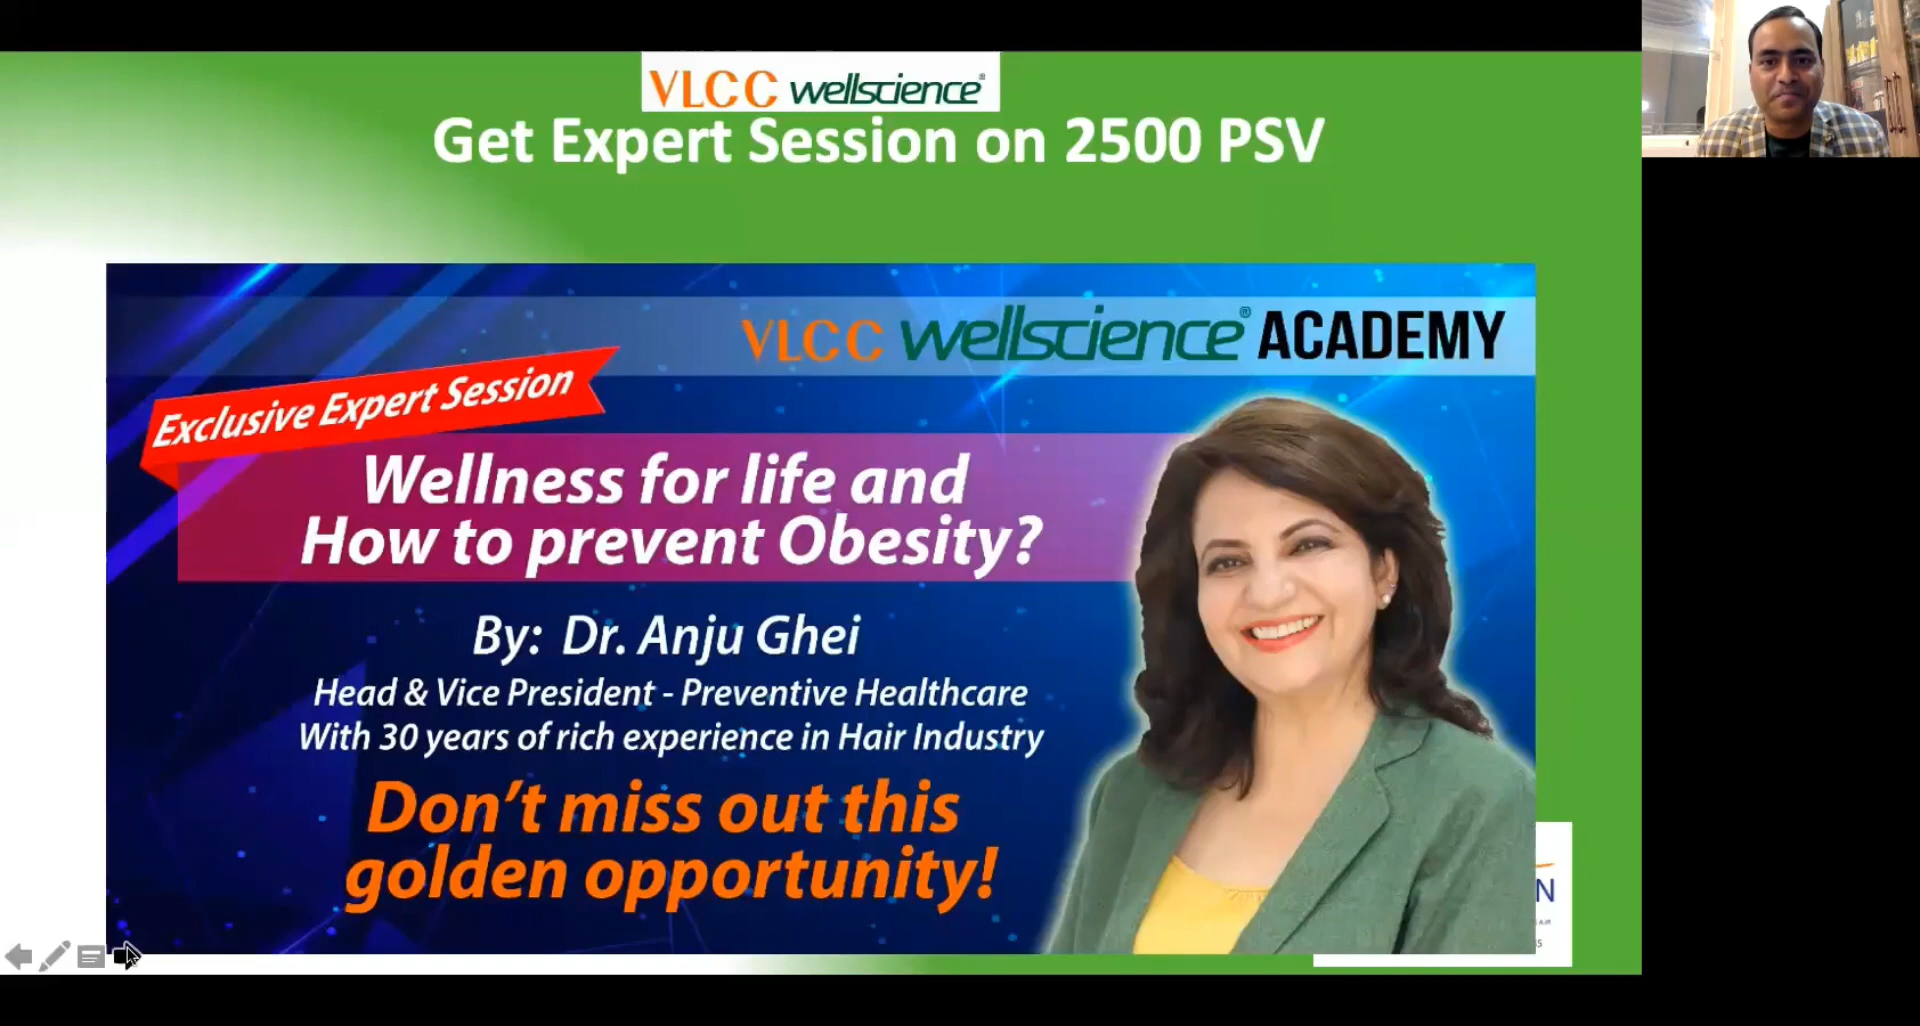 VLCC wellscience®
Get Expert Session on 2500 PSV
VLCC wellscience® ACADEMY
Exclusive Expert Session
Wellness for life and
How to prevent Obesity?
By: Dr. Anju Ghei
Head & Vice President - Preventive Healthcare
With 30 years of rich experience in Hair Industry
Don't miss out this
golden opportunity!
N